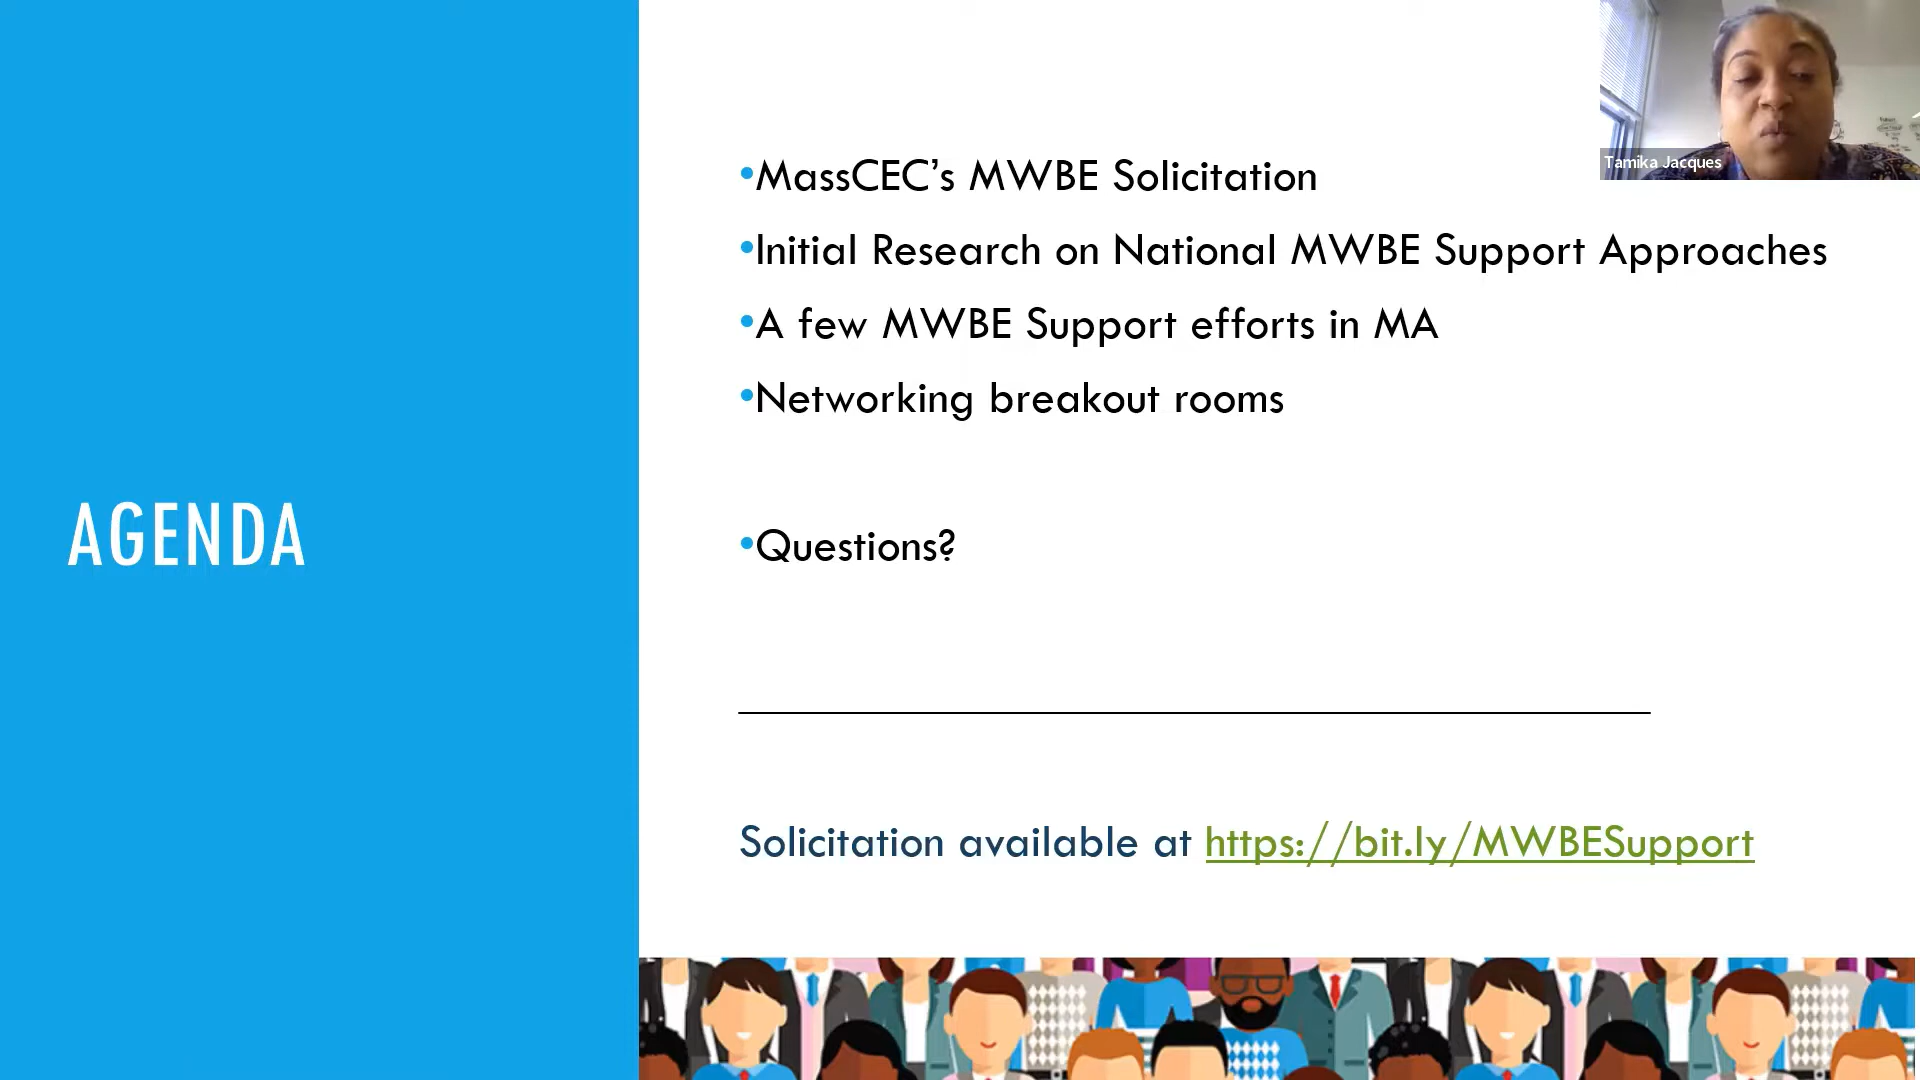 Tamika Jacques
•MassCEC’s MWBE Solicitation
•Initial Research on National MWBE Support Approaches
•A few MWBE Support efforts in MA
•Networking breakout rooms
AGENDA
•Questions?
Solicitation available at https://bit.ly/MWBESupport